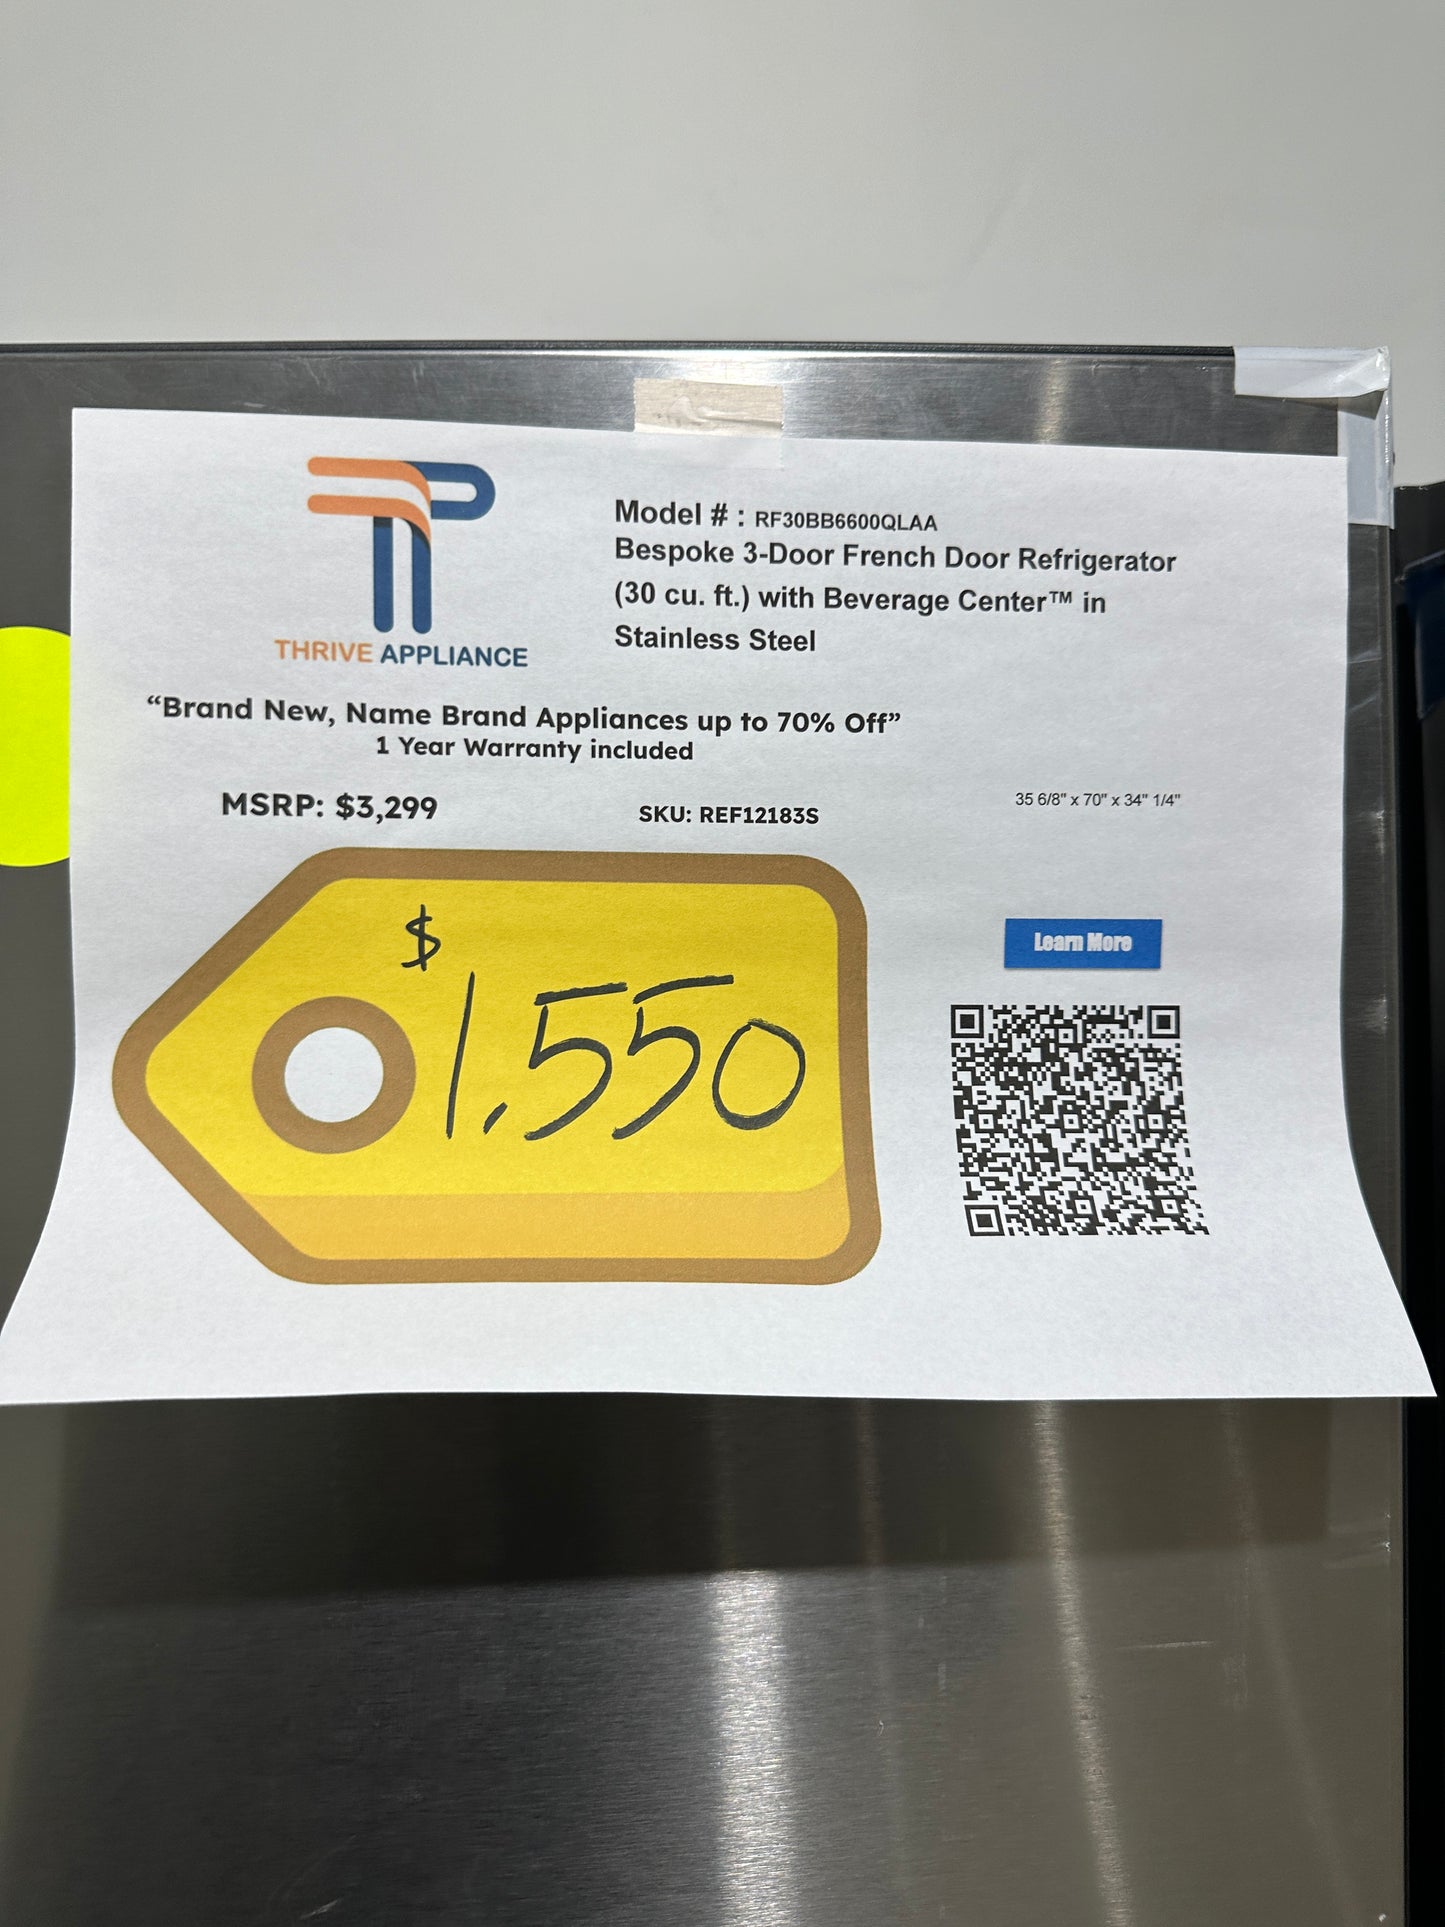 THRIVE APPLIANCE
Model # : RF30BB6600QLAA
Bespoke 3-Door French Door Refrigerator
(30 cu. ft.) with Beverage Center™ in
Stainless Steel
“Brand New, Name Brand Appliances up to 70% Off”
1 Year Warranty included
MSRP: $3,299
SKU: REF12183S
35 6/8" x 70" x 34" 1/4"
$1,550
Learn More